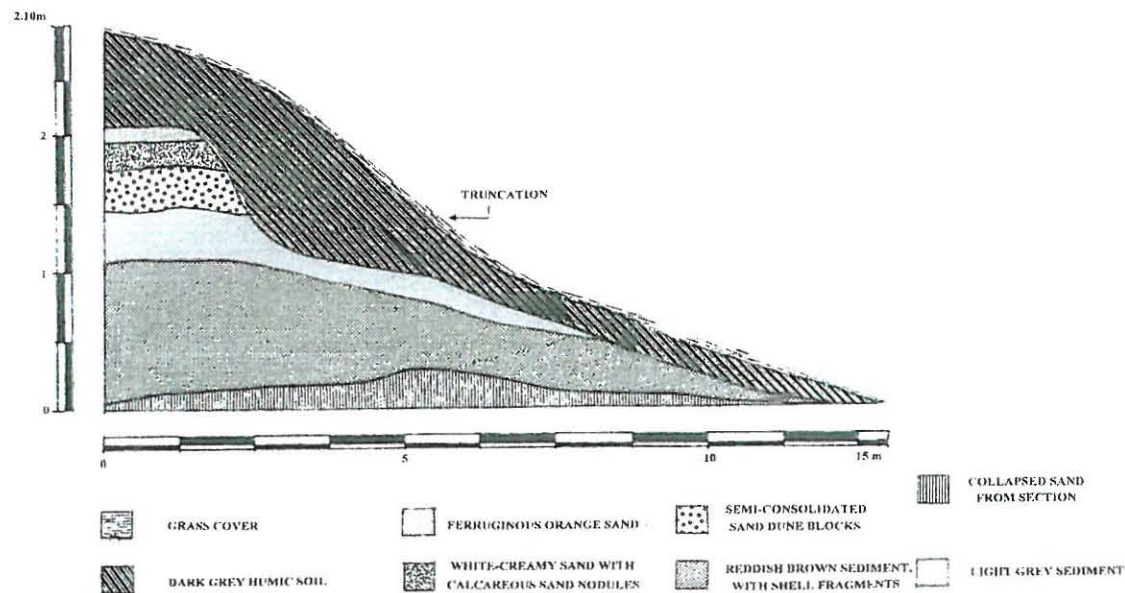 2.10m
2
TRUNCATION
1
0
0
5
10
15 m
COLLAPSED SAND
FROM SECTION
GRASS COVER
FERRUGINOUS ORANGE SAND
SEMI-CONSOLIDATED
SAND DUNE BLOCKS
DARK GREY HUMIC SOIL
WHITE-CREAMY SAND WITH
CALCAREOUS SAND NODULES
REDDISH BROWN SEDIMENT,
WITH SHELL FRAGMENTS
LIGHT GREY SEDIMENT